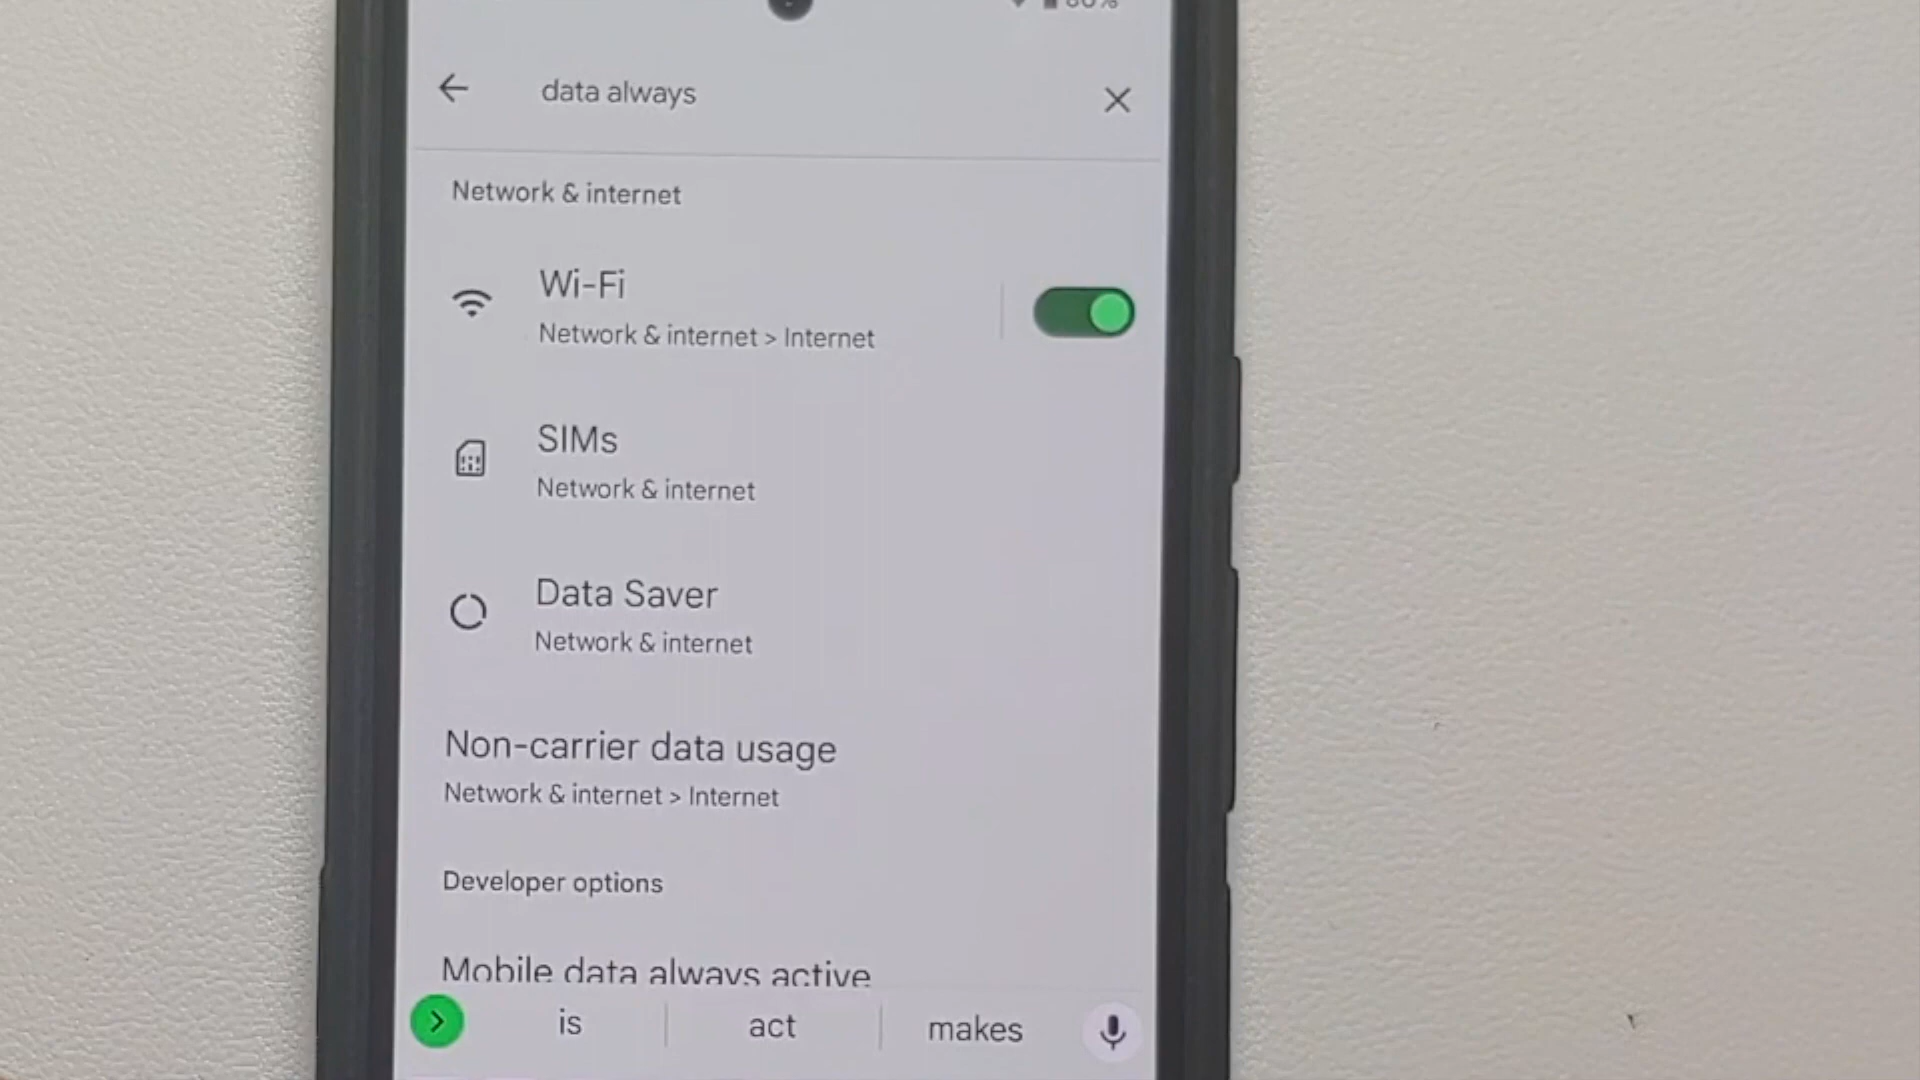 data always
Network & internet
Wi-Fi
Network & internet > Internet
SIMs
Network & internet
Data Saver
Network & internet
Non-carrier data usage
Network & internet > Internet
Developer options
Mobile data always active
is act makes